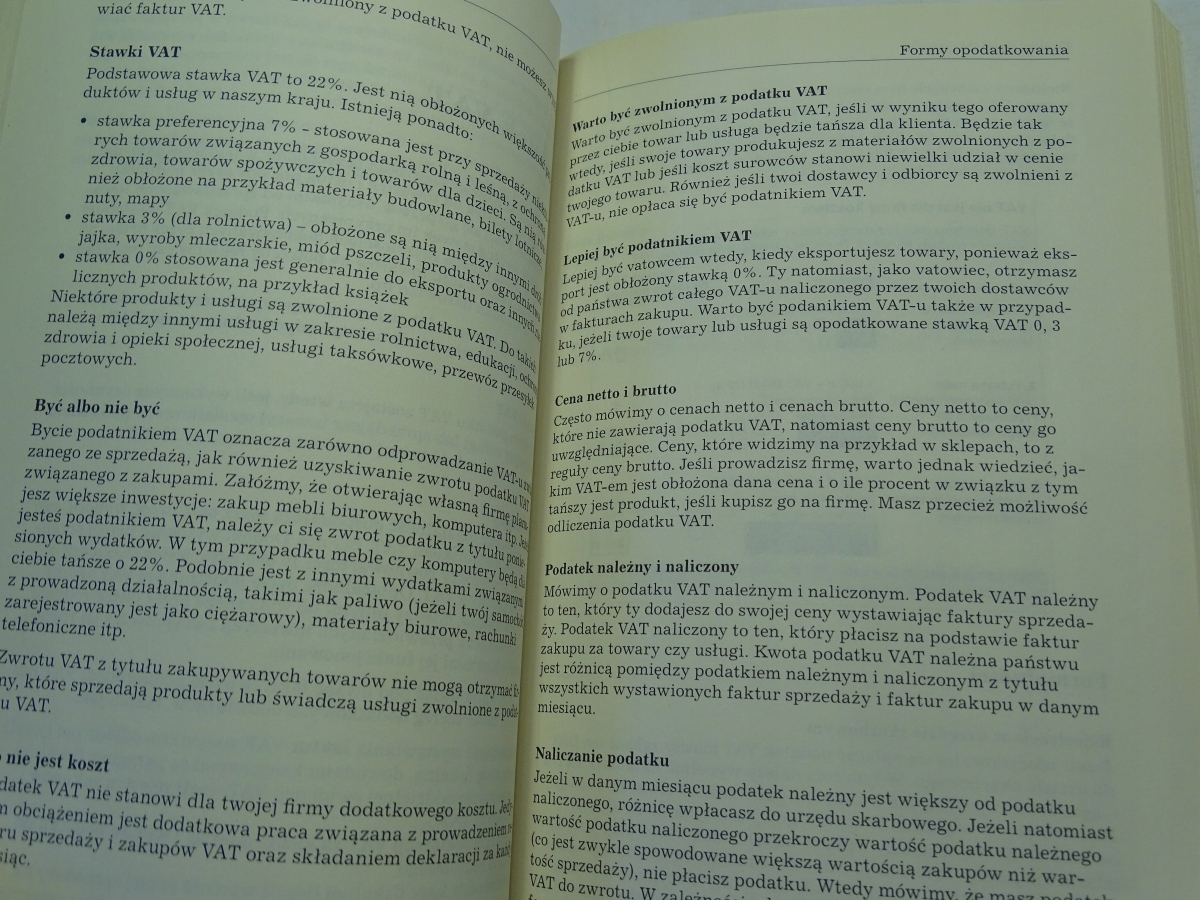 zwolniony z podatku VAT, nie możesz
wiać faktur VAT.
Stawki VAT
Podstawowa stawka VAT to 22%. Jest nią obłożonych większość
duktów i usług w naszym kraju. Istnieją ponadto:
• stawka preferencyjna 7% – stosowana jest przy sprzedaży
rych towarów związanych z gospodarką rolną i leśną, z ochroną
zdrowia, towarów spożywczych i towarów dla dzieci. Są nią
nież obłożone na przykład materiały budowlane, bilety lotnicze,
nuty, mapy
• stawka 3% (dla rolnictwa) – obłożone są nią między innymi
jajka, wyroby mleczarskie, miód pszczeli, produkty ogrodnictwa
• stawka 0% stosowana jest generalnie do eksportu oraz innych
licznych produktów, na przykład książek
Niektóre produkty i usługi są zwolnione z podatku VAT. Do takich
należą między innymi usługi w zakresie rolnictwa, edukacji,
zdrowia i opieki społecznej, usługi taksówkowe, przewóz przesyłek
pocztowych.
Być albo nie być
Bycie podatnikiem VAT oznacza zarówno odprowadzanie VAT-u
zanego ze sprzedażą, jak również uzyskiwanie zwrotu podatku VAT
związanego z zakupami. Załóżmy, że otwierając własną firmę
jesz większe inwestycje: zakup mebli biurowych, komputera itp.
jesteś podatnikiem VAT, należy ci się zwrot podatku z tytułu ponie-
sionych wydatków. W tym przypadku meble czy komputery będą dla
ciebie tańsze o 22%. Podobnie jest z innymi wydatkami związanymi
z prowadzoną działalnością, takimi jak paliwo (jeżeli twój samochód
zarejestrowany jest jako ciężarowy), materiały biurowe, rachunki
telefoniczne itp.
Zwrotu VAT z tytułu zakupywanych towarów nie mogą otrzymać fir-
my, które sprzedają produkty lub świadczą usługi zwolnione z podat-
u VAT.
nie jest koszt
datek VAT nie stanowi dla twojej firmy dodatkowego kosztu.
m obciążeniem jest dodatkowa praca związana z prowadzeniem
ru sprzedaży i zakupów VAT oraz składaniem deklaracji za
siąc.
Formy opodatkowania
Warto być zwolnionym z podatku VAT
Warto być zwolnionym z podatku VAT, jeśli w wyniku tego oferowany
przez ciebie towar lub usługa będzie tańsza dla klienta. Będzie tak
wtedy, jeśli swoje towary produkujesz z materiałów zwolnionych z po-
datku VAT lub jeśli koszt surowców stanowi niewielki udział w cenie
twojego towaru. Również jeśli twoi dostawcy i odbiorcy są zwolnieni z
VAT-u, nie opłaca się być podatnikiem VAT.
Lepiej być podatnikiem VAT
Lepiej być vatowcem wtedy, kiedy eksportujesz towary, ponieważ eks-
port jest obłożony stawką 0%. Ty natomiast, jako vatowiec, otrzymasz
od państwa zwrot całego VAT-u naliczonego przez twoich dostawców
w fakturach zakupu. Warto być podanikiem VAT-u także w przypad-
ku, jeżeli twoje towary lub usługi są opodatkowane stawką VAT 0, 3
lub 7%.
Cena netto i brutto
Często mówimy o cenach netto i cenach brutto. Ceny netto to ceny,
które nie zawierają podatku VAT, natomiast ceny brutto to ceny go
uwzględniające. Ceny, które widzimy na przykład w sklepach, to z
reguły ceny brutto. Jeśli prowadzisz firmę, warto jednak wiedzieć, ja-
kim VAT-em jest obłożona dana cena i o ile procent w związku z tym
tańszy jest produkt, jeśli kupisz go na firmę. Masz przecież możliwość
odliczenia podatku VAT.
Podatek należny i naliczony
Mówimy o podatku VAT należnym i naliczonym. Podatek VAT należny
to ten, który ty dodajesz do swojej ceny wystawiając faktury sprzeda-
ży. Podatek VAT naliczony to ten, który płacisz na podstawie faktur
zakupu za towary czy usługi. Kwota podatku VAT należna państwu
jest różnicą pomiędzy podatkiem należnym i naliczonym z tytułu
wszystkich wystawionych faktur sprzedaży i faktur zakupu w danym
miesiącu.
Naliczanie podatku
Jeżeli w danym miesiącu podatek należny jest większy od podatku
naliczonego, różnicę wpłacasz do urzędu skarbowego. Jeżeli natomiast
wartość podatku naliczonego przekroczy wartość podatku należnego
(co jest zwykle spowodowane większą wartością zakupów niż war-
tość sprzedaży), nie płacisz podatku. Wtedy mówimy, że masz podatek
VAT do zwrotu. W